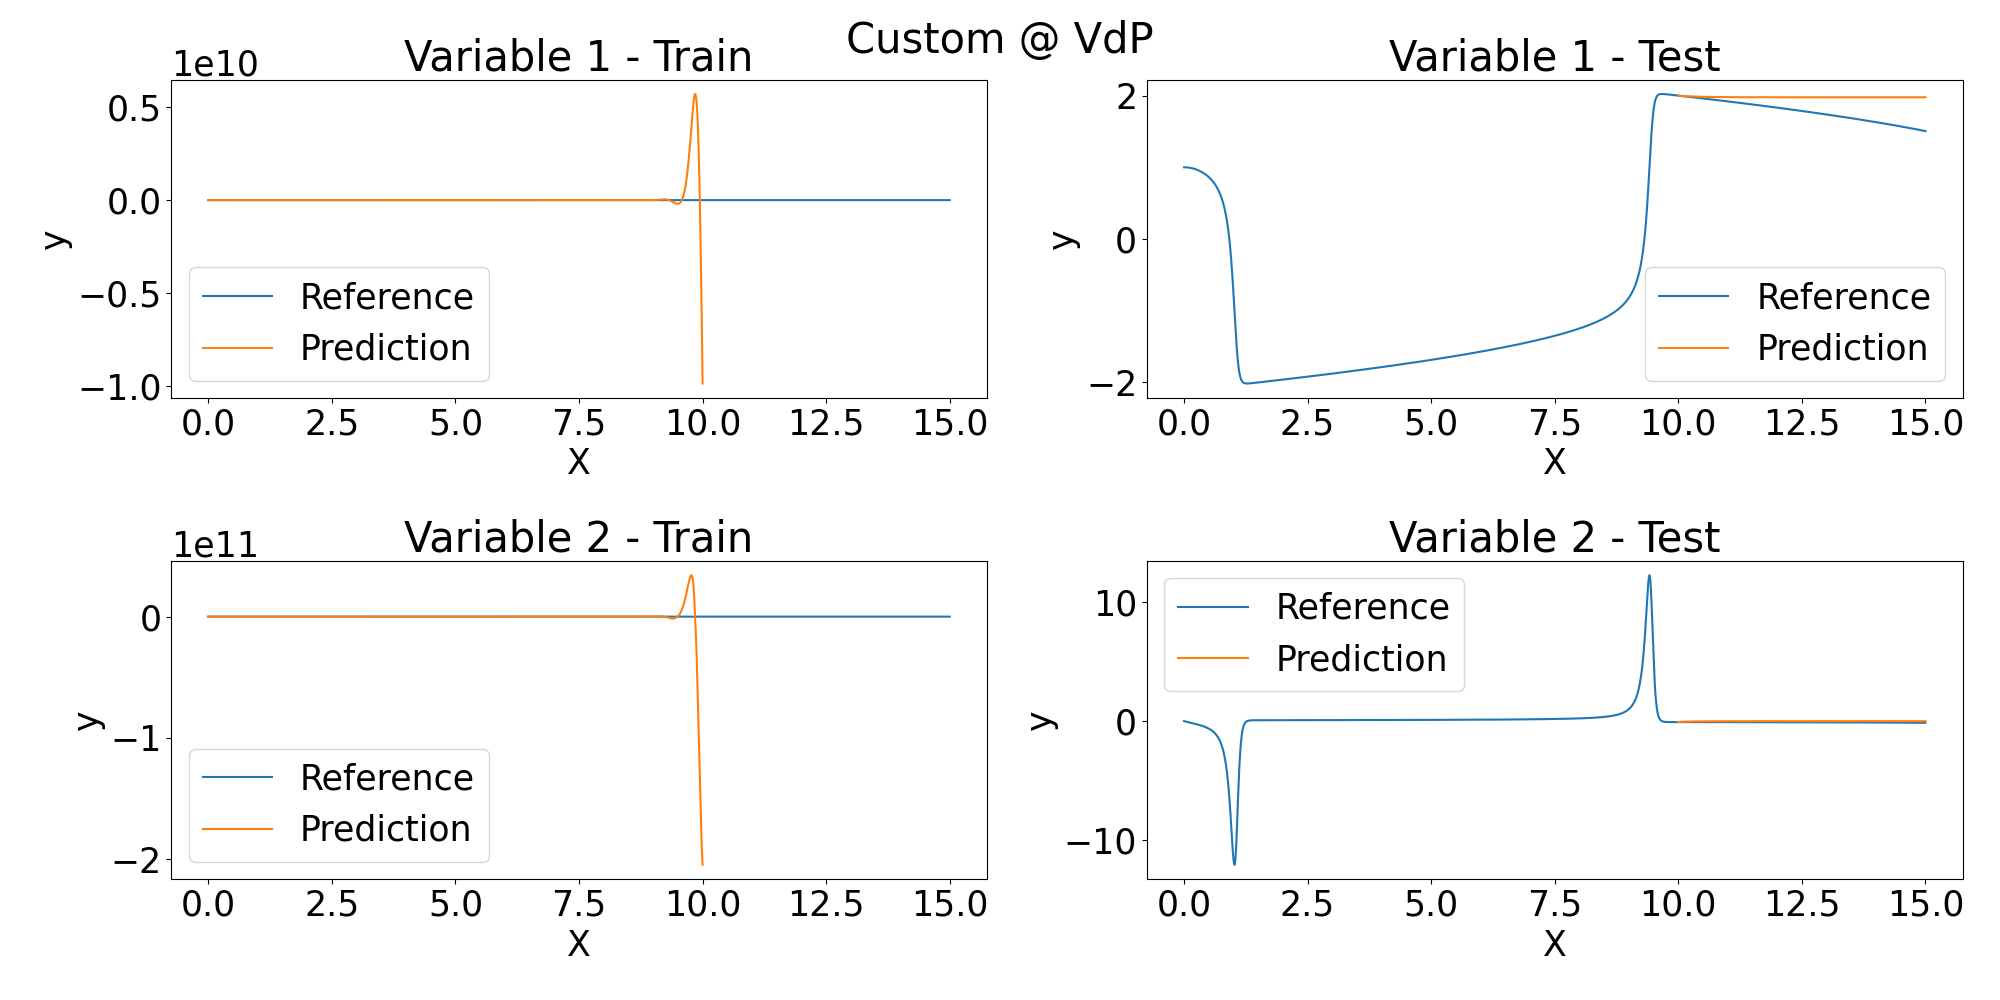 Custom @ VdP
Variable 1 - Train
1e10
0.5
0.0
−0.5
−1.0
y
Reference
Prediction
0.0 2.5 5.0 7.5 10.0 12.5 15.0
X
Variable 1 - Test
2
0
−2
y
Reference
Prediction
0.0 2.5 5.0 7.5 10.0 12.5 15.0
X
Variable 2 - Train
1e11
0
−1
−2
y
Reference
Prediction
0.0 2.5 5.0 7.5 10.0 12.5 15.0
X
Variable 2 - Test
10
0
−10
y
Reference
Prediction
0.0 2.5 5.0 7.5 10.0 12.5 15.0
X